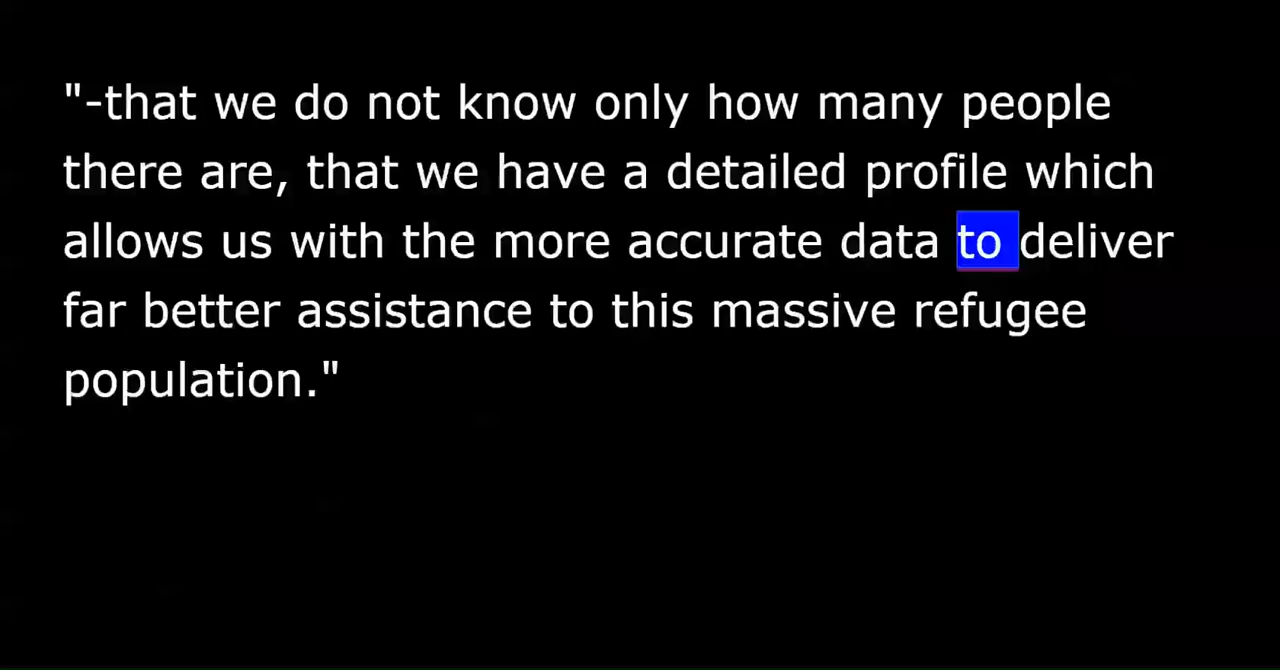 "-that we do not know only how many people
there are, that we have a detailed profile which
allows us with the more accurate data to deliver
far better assistance to this massive refugee
population."